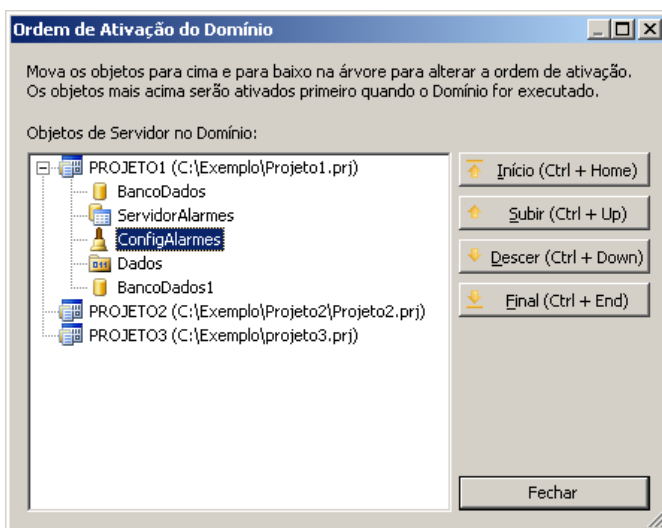 Ordem de Ativação do Domínio
Mova os objetos para cima e para baixo na árvore para alterar a ordem de ativação.
Os objetos mais acima serão ativados primeiro quando o Domínio for executado.
Objetos de Servidor no Domínio:
PROJETO1 (C:\Exemplo\Projeto1.prj)
BancoDados
ServidorAlarmes
ConfigAlarmes
Dados
BancoDados1
PROJETO2 (C:\Exemplo\Projeto2\Projeto2.prj)
PROJETO3 (C:\Exemplo\projeto3.prj)
Início (Ctrl + Home)
Subir (Ctrl + Up)
Descer (Ctrl + Down)
Final (Ctrl + End)
Fechar